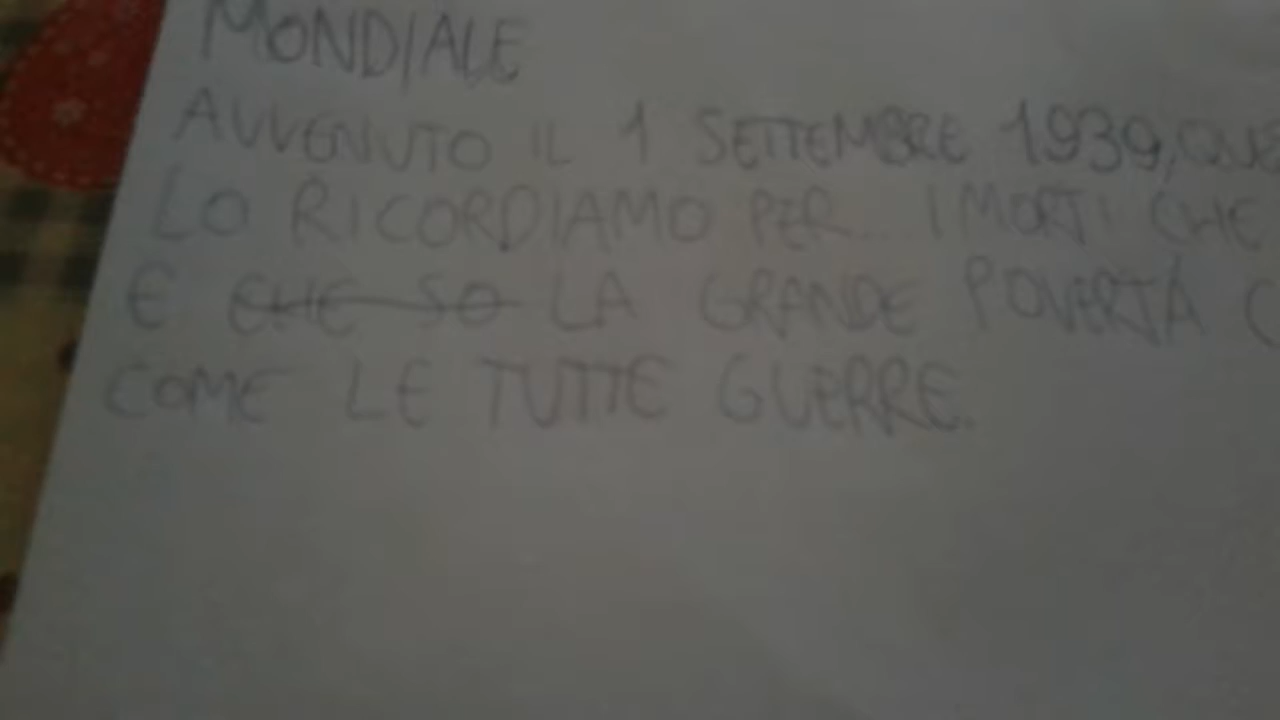 MONDIALE
AVVENUTO IL 1 SETTEMBRE 1939,
LO RICORDIAMO PER I MORTI CHE
E CHE SO LA GRANDE POVERTÀ
COME LE TUTTE GUERRE.